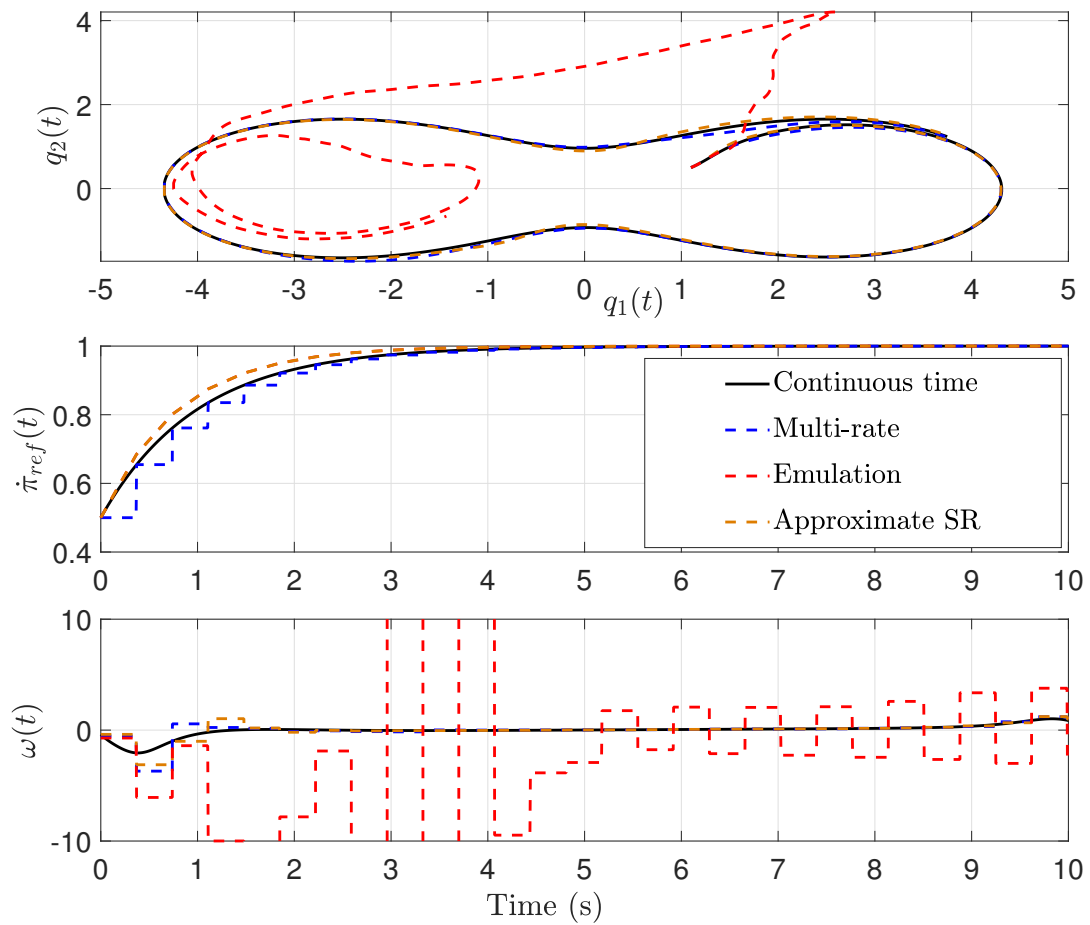 4
2
0
q₂(t)
-5 -4 -3 -2 -1 0 1 2 3 4 5
q₁(t)
1
0.8
0.6
0.4
π̇_ref(t)
Continuous time
Multi-rate
Emulation
Approximate SR
0 1 2 3 4 5 6 7 8 9 10
10
0
-10
ω(t)
0 1 2 3 4 5 6 7 8 9 10
Time (s)